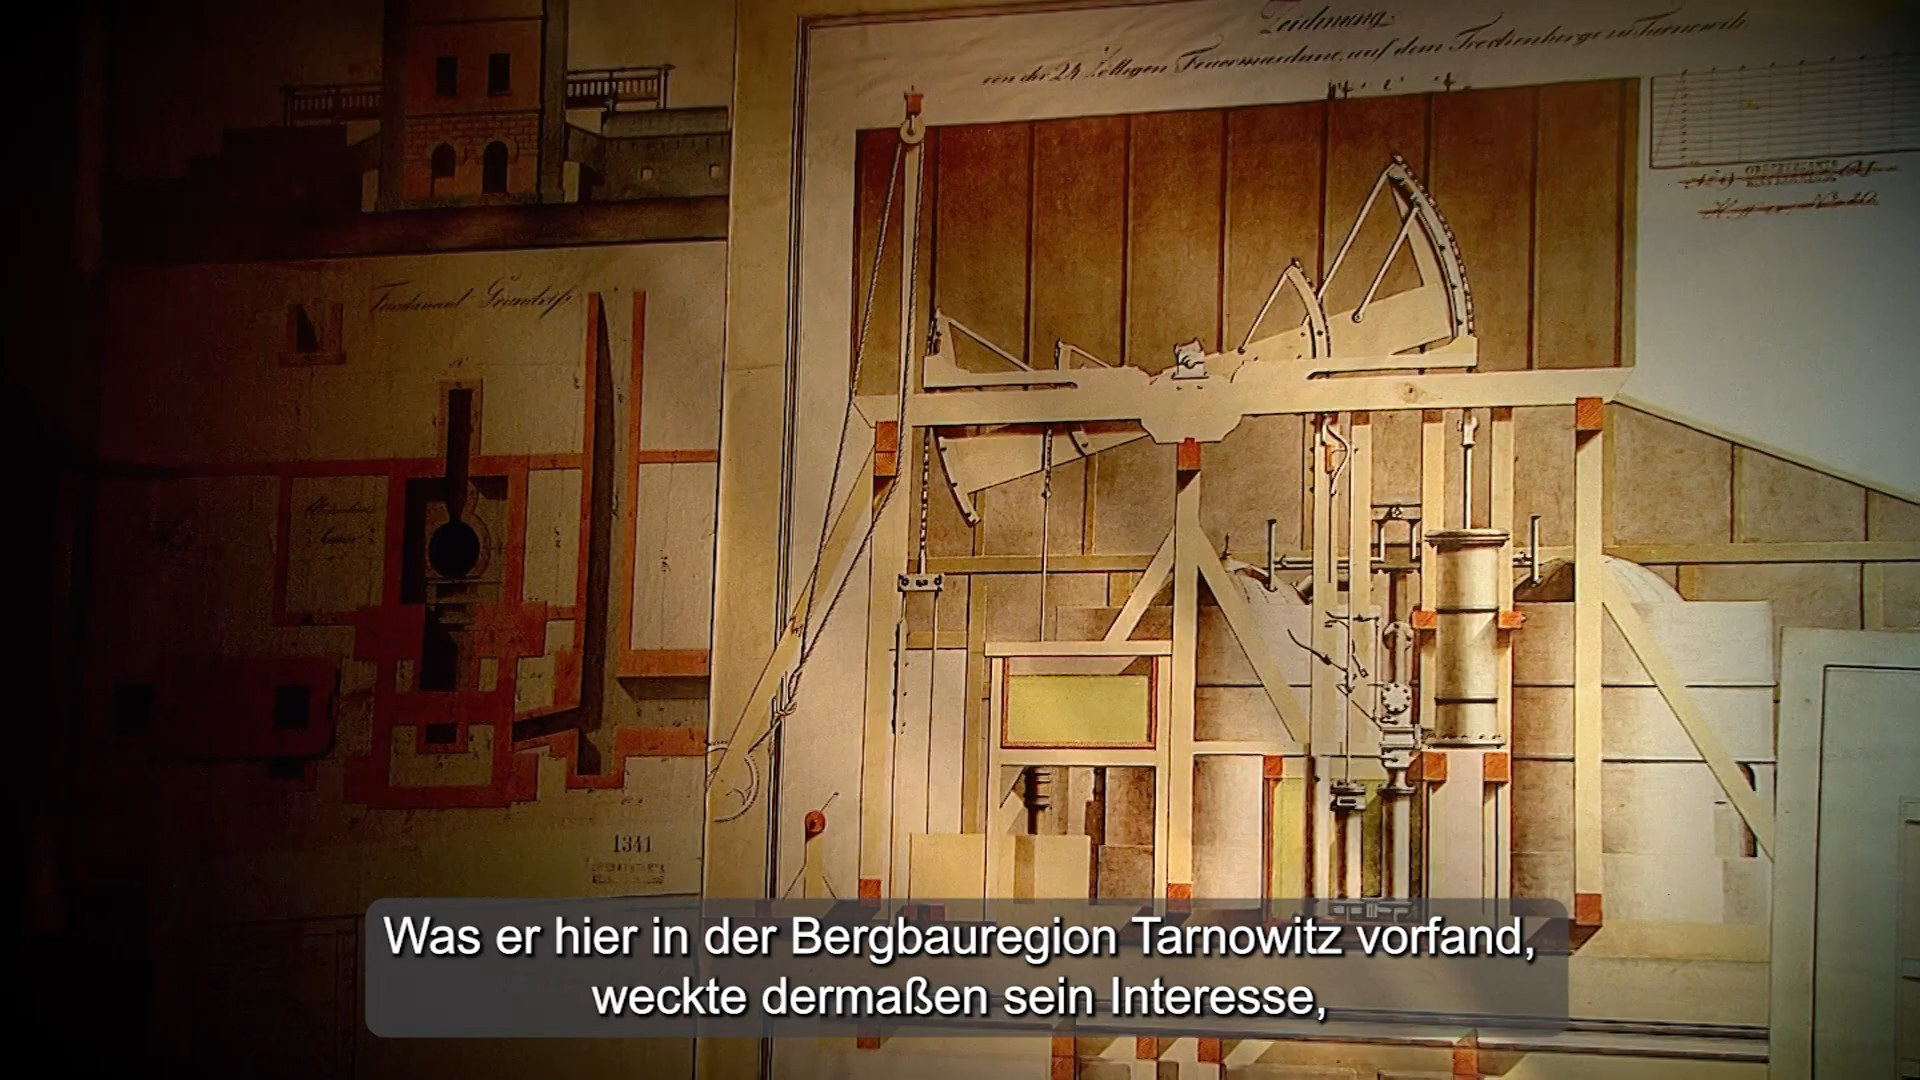 Zeichnung
von der 24 Zölligen Feuermaschine auf dem Trockenberge zu Tarnowitz.
Fundament Grundriss.
1341
Was er hier in der Bergbauregion Tarnowitz vorfand,
weckte dermaßen sein Interesse,